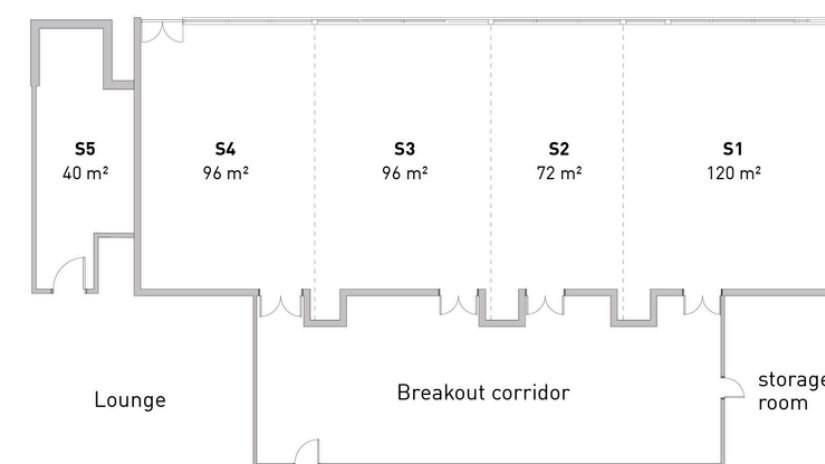 S5
40 m²
S4
96 m²
S3
96 m²
S2
72 m²
S1
120 m²
Lounge
Breakout corridor
storage
room